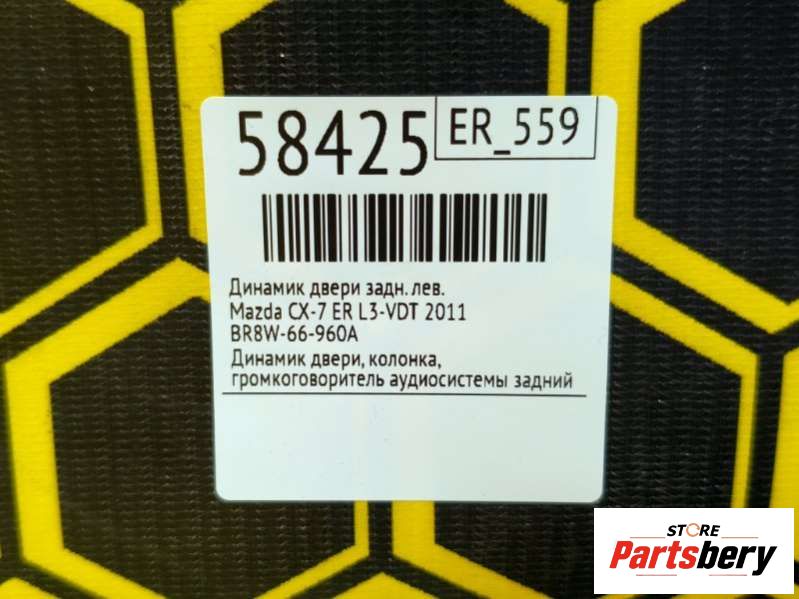 58425
ER_559
Динамик двери задн. лев.
Mazda CX-7 ER L3-VDT 2011
BR8W-66-960A
Динамик двери, колонка,
громкоговоритель аудиосистемы задний
STORE
Partsbery